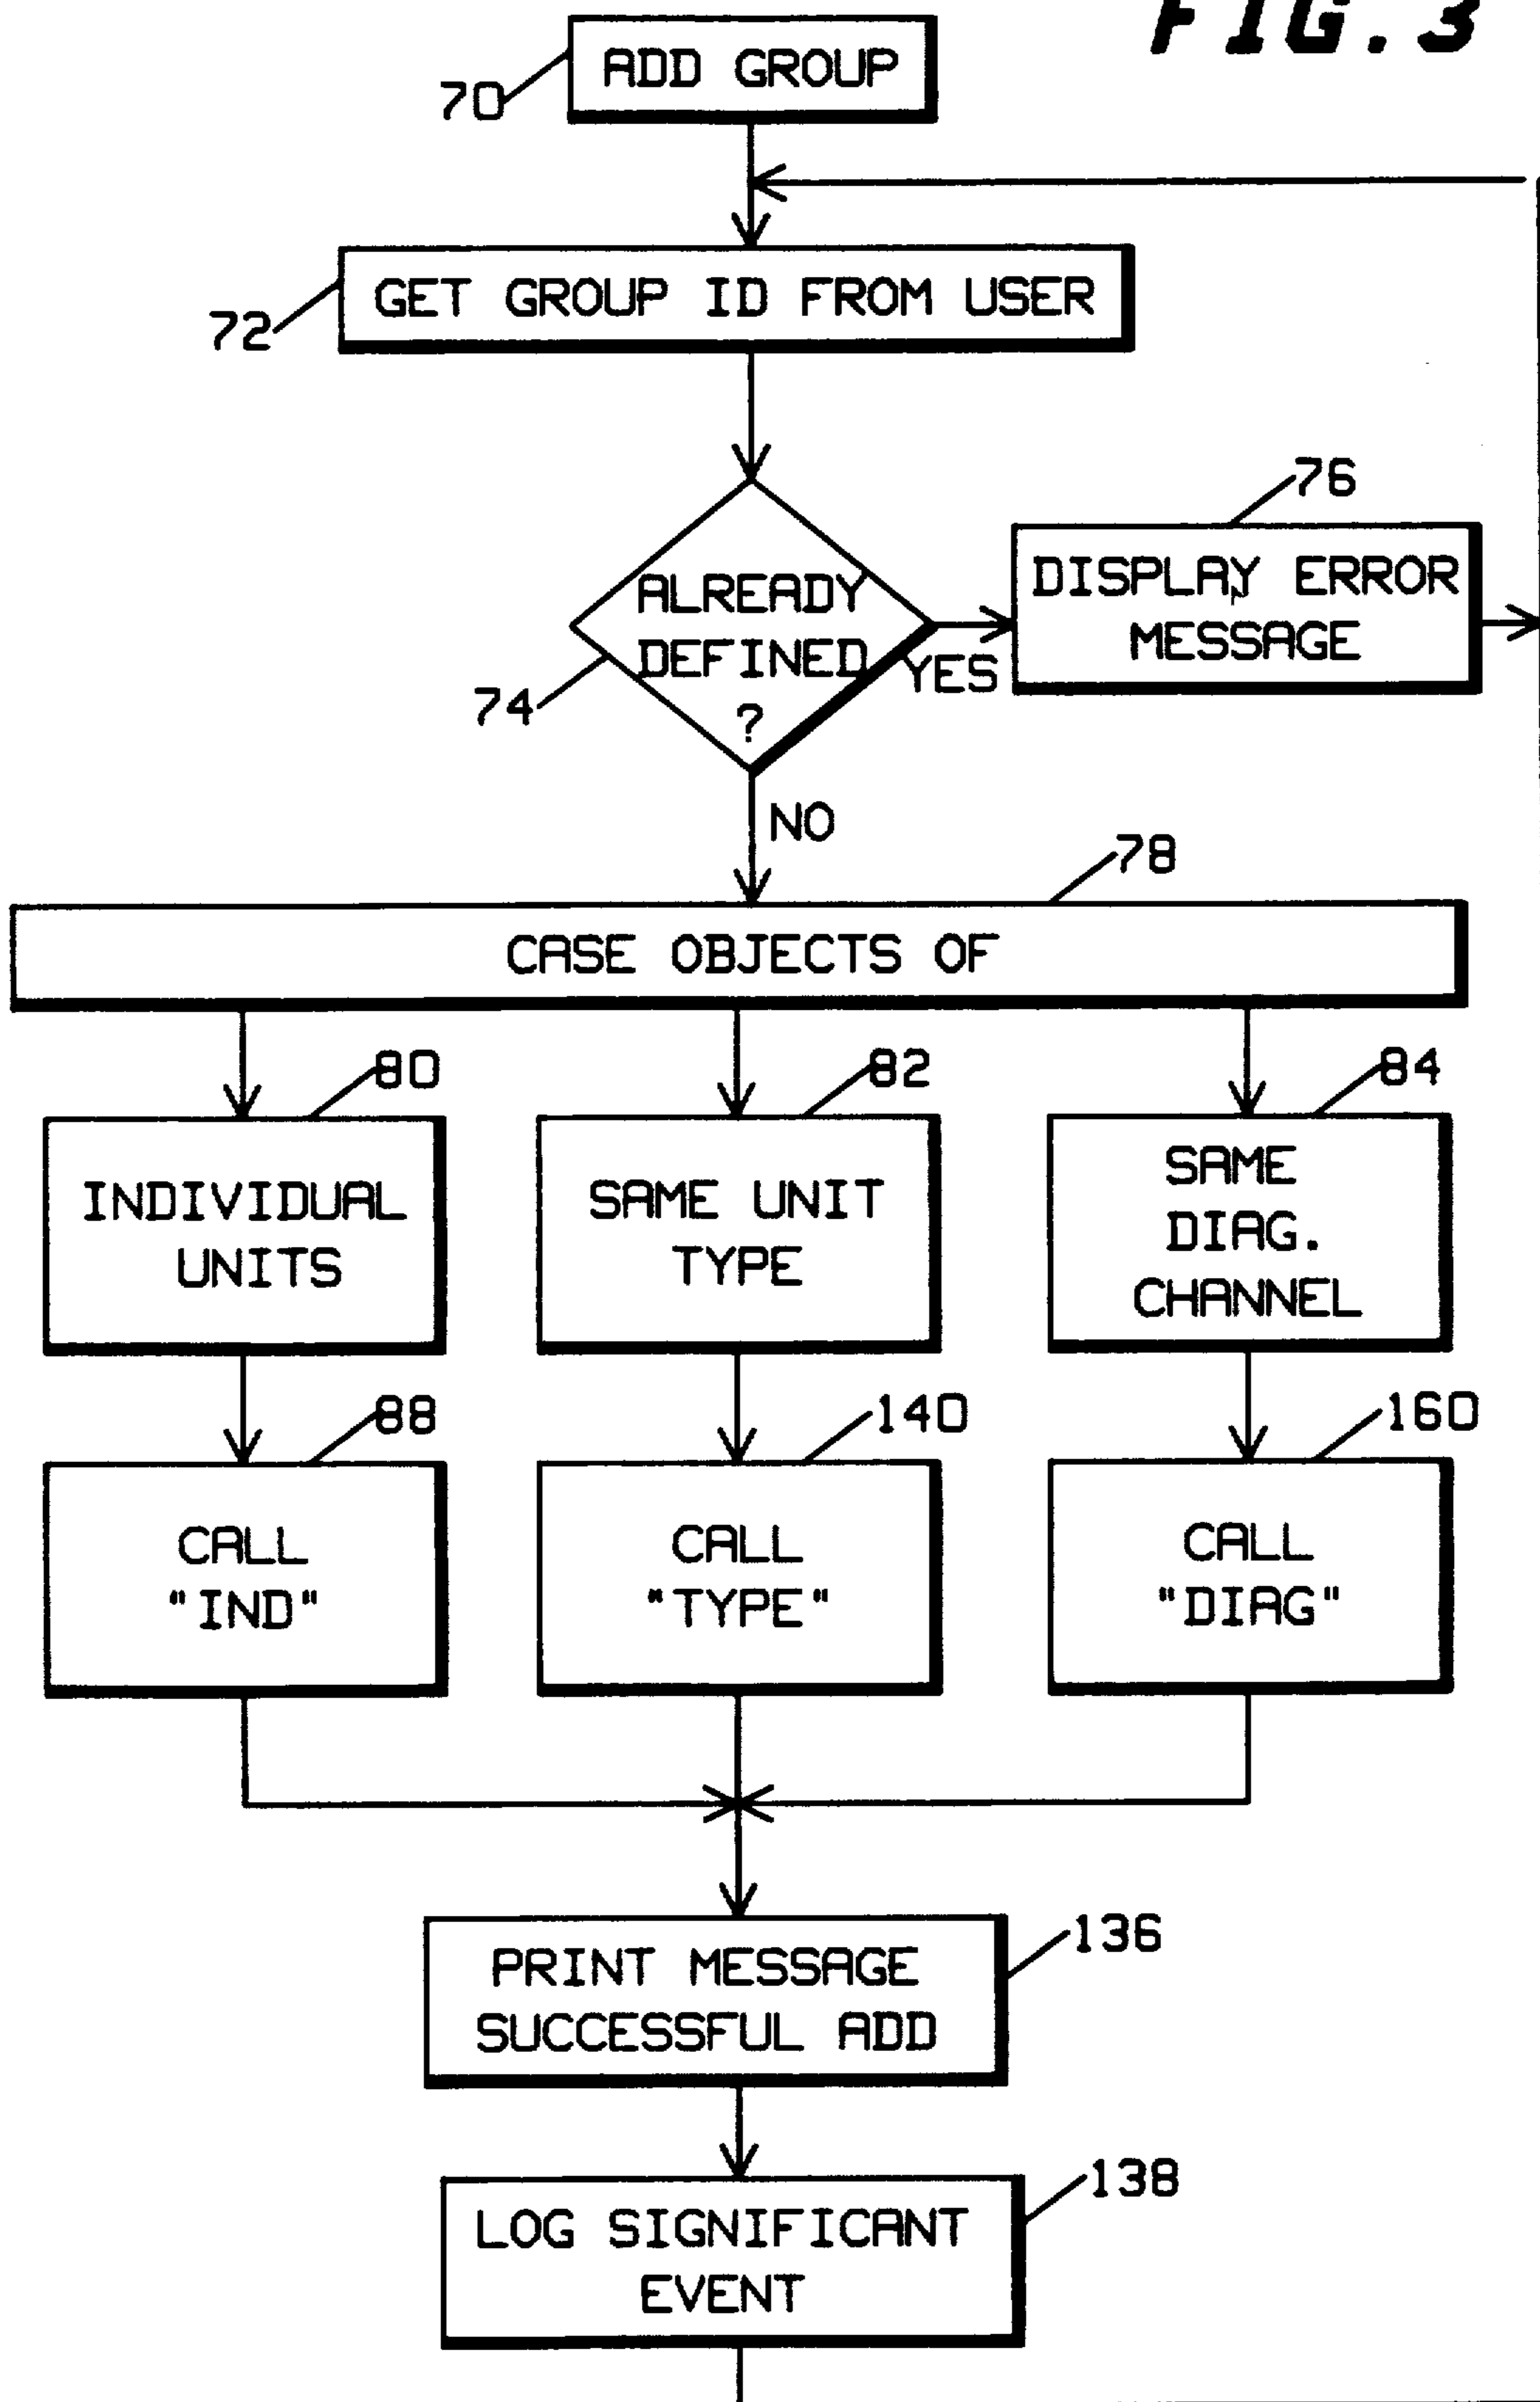 FIG. 3
ADD GROUP
70
GET GROUP ID FROM USER
72
76
ALREADY
DEFINED
?
74
YES
DISPLAY ERROR
MESSAGE
NO
78
CASE OBJECTS OF
80
82
84
INDIVIDUAL
UNITS
SAME UNIT
TYPE
SAME
DIAG.
CHANNEL
88
140
160
CALL
"IND"
CALL
"TYPE"
CALL
"DIAG"
136
PRINT MESSAGE
SUCCESSFUL ADD
138
LOG SIGNIFICANT
EVENT